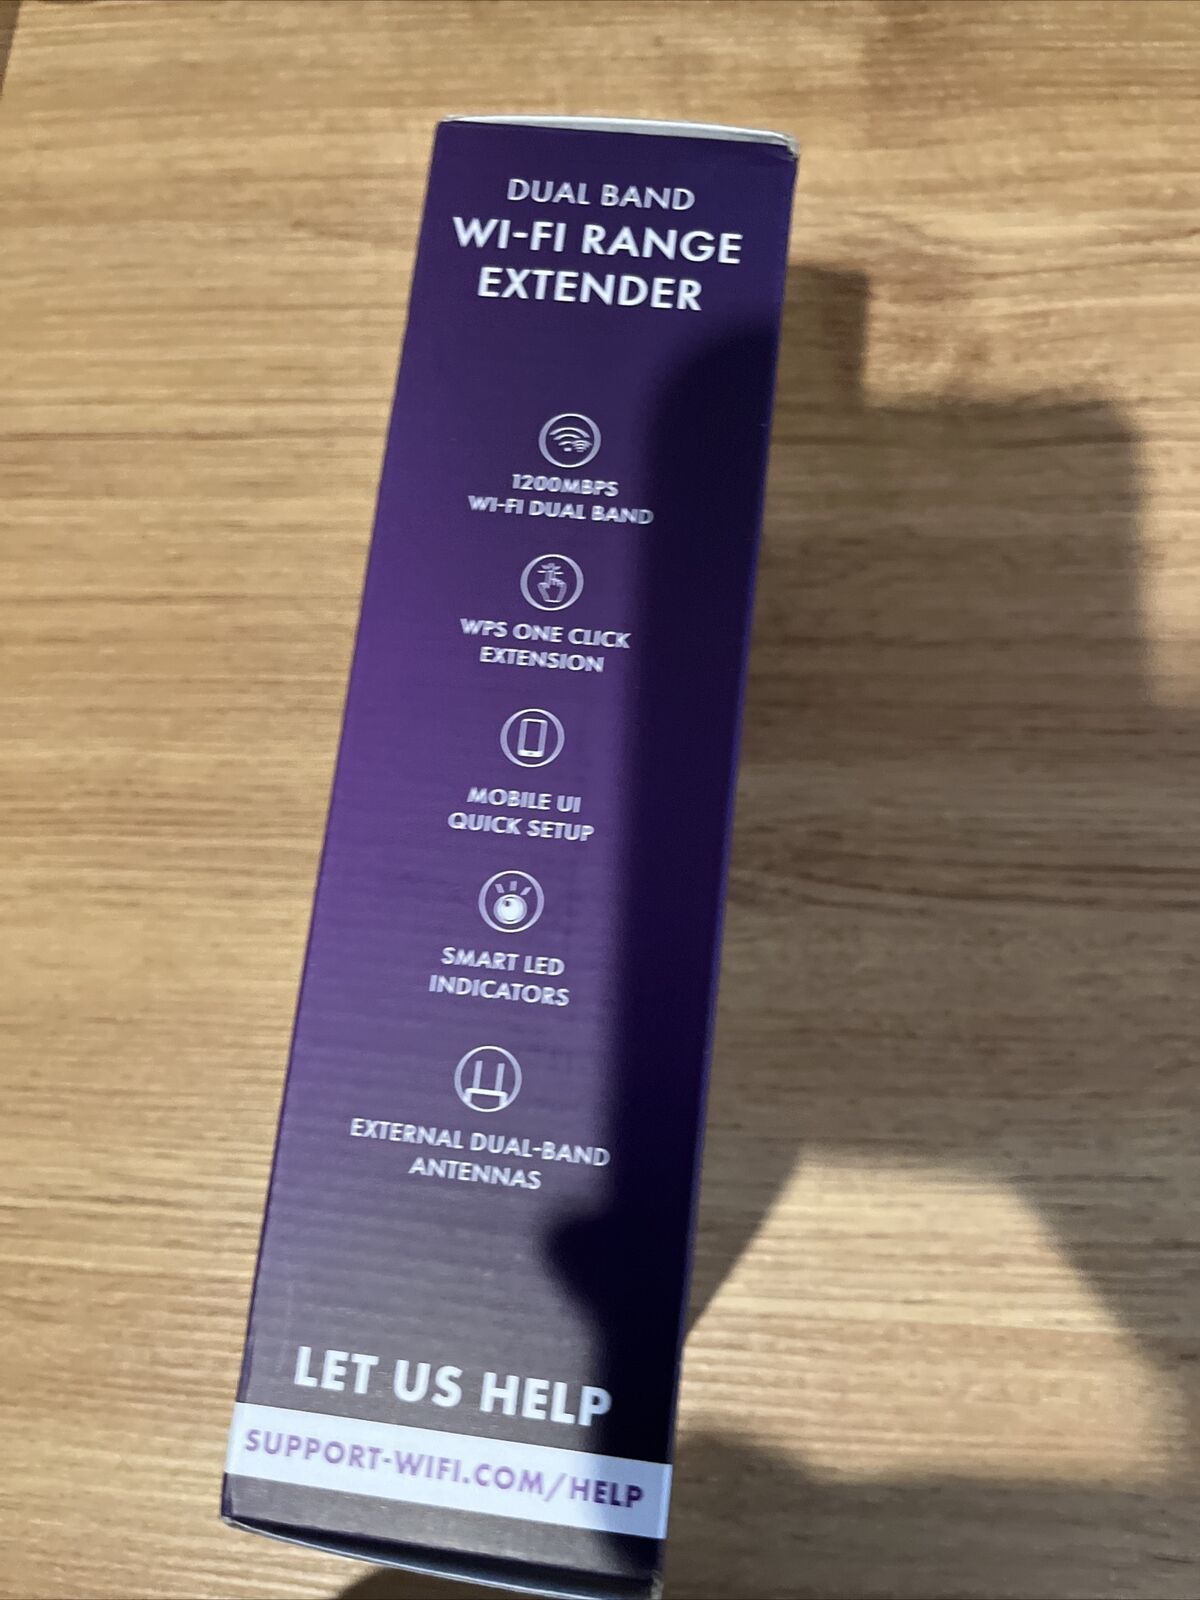 DUAL BAND
WI-FI RANGE
EXTENDER
1200MBPS
WI-FI DUAL BAND
WPS ONE CLICK
EXTENSION
MOBILE UI
QUICK SETUP
SMART LED
INDICATORS
EXTERNAL DUAL-BAND
ANTENNAS
LET US HELP
SUPPORT-WIFI.COM/HELP